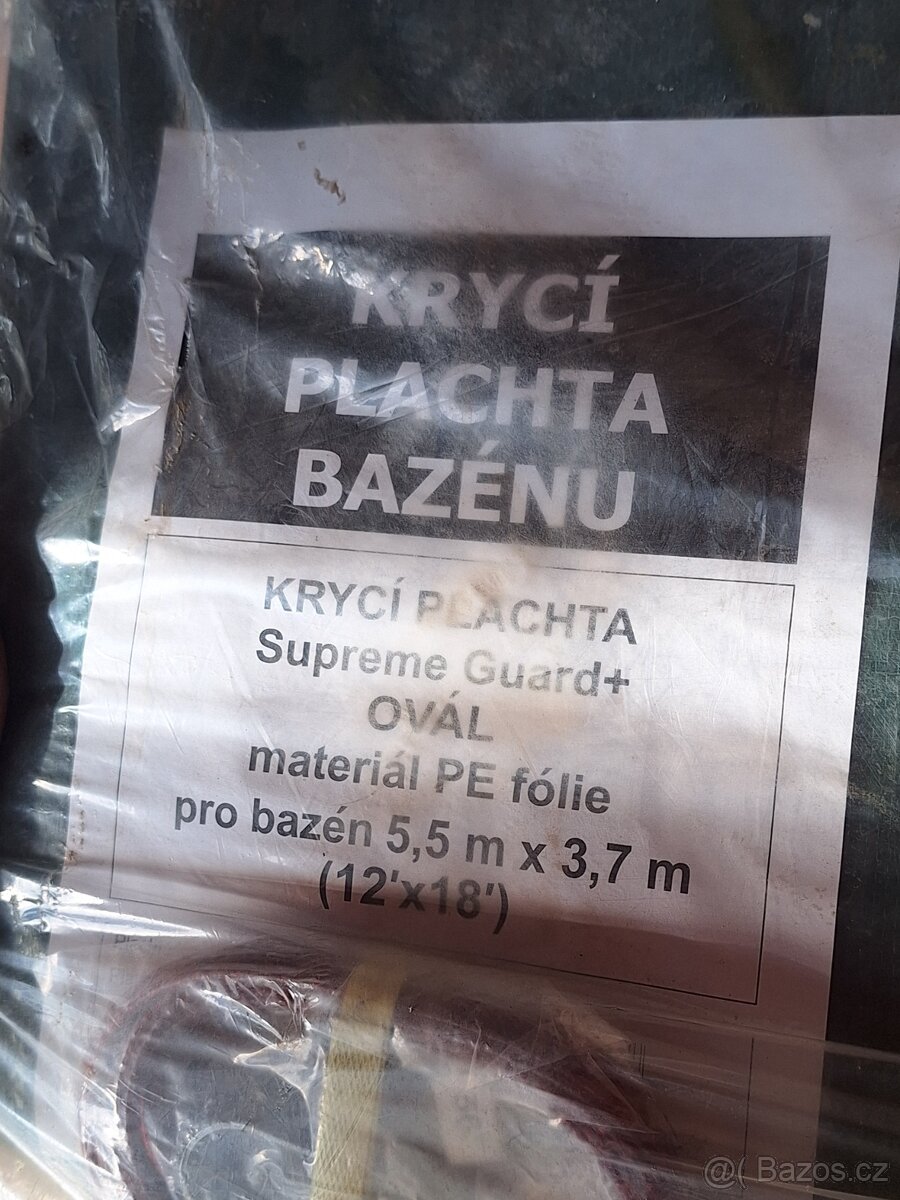 KRYCÍ
PLACHTA
BAZÉNU
KRYCÍ PLACHTA
Supreme Guard+
OVÁL
materiál PE fólie
pro bazén 5,5 m x 3,7 m
(12'x18')
@( Bazos.cz